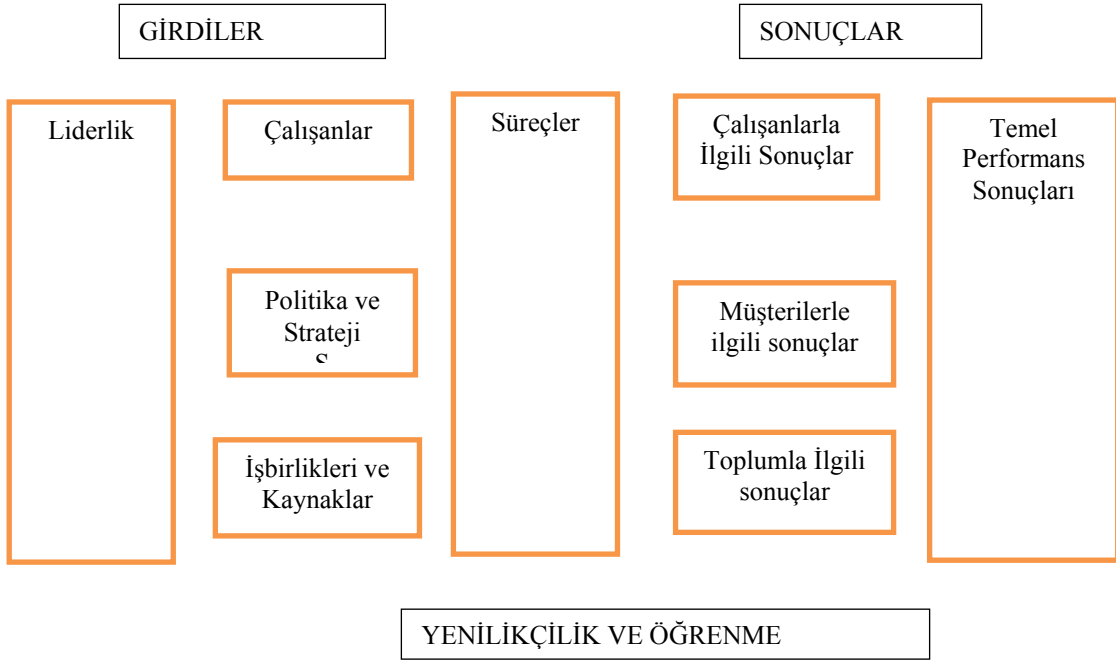 GİRDİLER
SONUÇLAR
Liderlik
Çalışanlar
Süreçler
Çalışanlarla
İlgili Sonuçlar
Temel
Performans
Sonuçları
Politika ve
Strateji
Müşterilerle
ilgili sonuçlar
İşbirlikleri ve
Kaynaklar
Toplumla İlgili
sonuçlar
YENİLİKÇİLİK VE ÖĞRENME